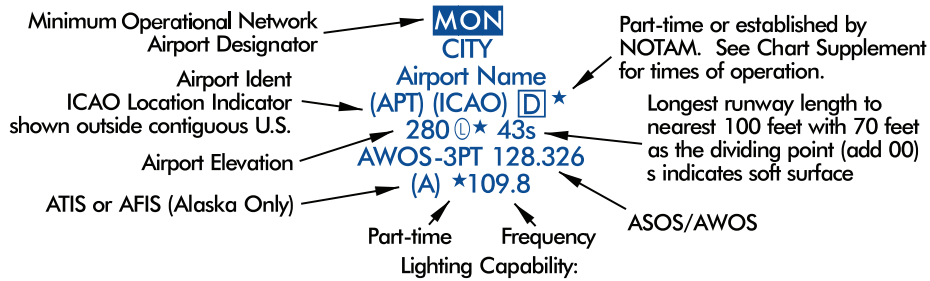 Minimum Operational Network
Airport Designator
MON
CITY
Airport Name
(APT) (ICAO) D ★
280 Ⓛ★ 43s
AWOS-3PT 128.326
(A) ★109.8
Part-time or established by
NOTAM. See Chart Supplement
for times of operation.
Airport Ident
ICAO Location Indicator
shown outside contiguous U.S.
Longest runway length to
nearest 100 feet with 70 feet
as the dividing point (add 00)
s indicates soft surface
Airport Elevation
ATIS or AFIS (Alaska Only)
ASOS/AWOS
Part-time
Frequency
Lighting Capability: